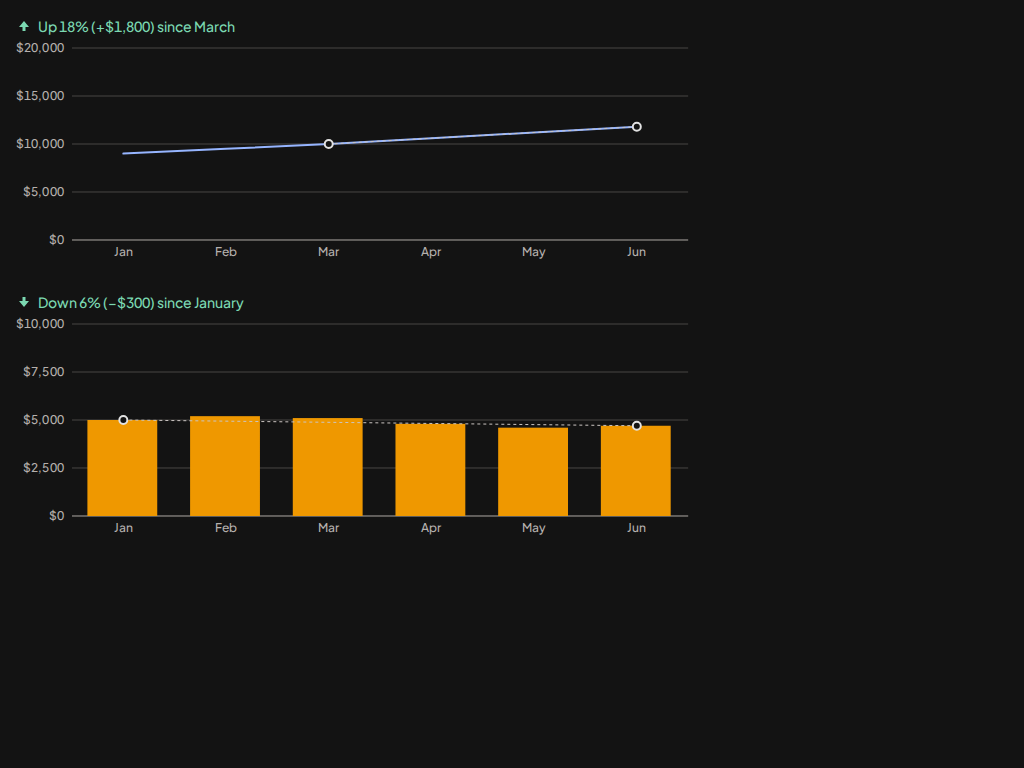 Up 18% (+$1,800) since March
$20,000
$15,000
$10,000
$5,000
$0
Jan Feb Mar Apr May Jun
Down 6% (−$300) since January
$10,000
$7,500
$5,000
$2,500
$0
Jan Feb Mar Apr May Jun